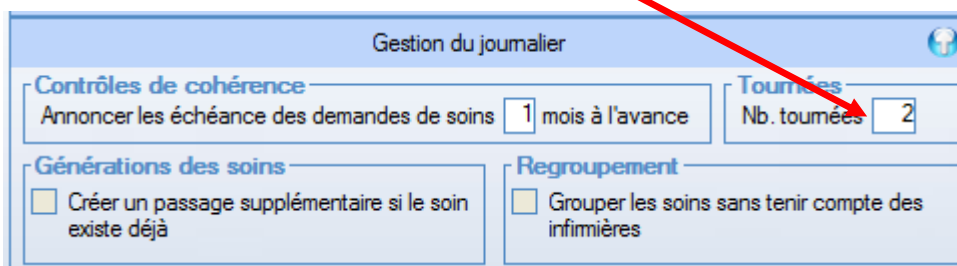 Gestion du journalier
Contrôles de cohérence
Annoncer les échéance des demandes de soins 1 mois à l'avance
Tournées
Nb. tournées 2
Générations des soins
Créer un passage supplémentaire si le soin
existe déjà
Regroupement
Grouper les soins sans tenir compte des
infirmières